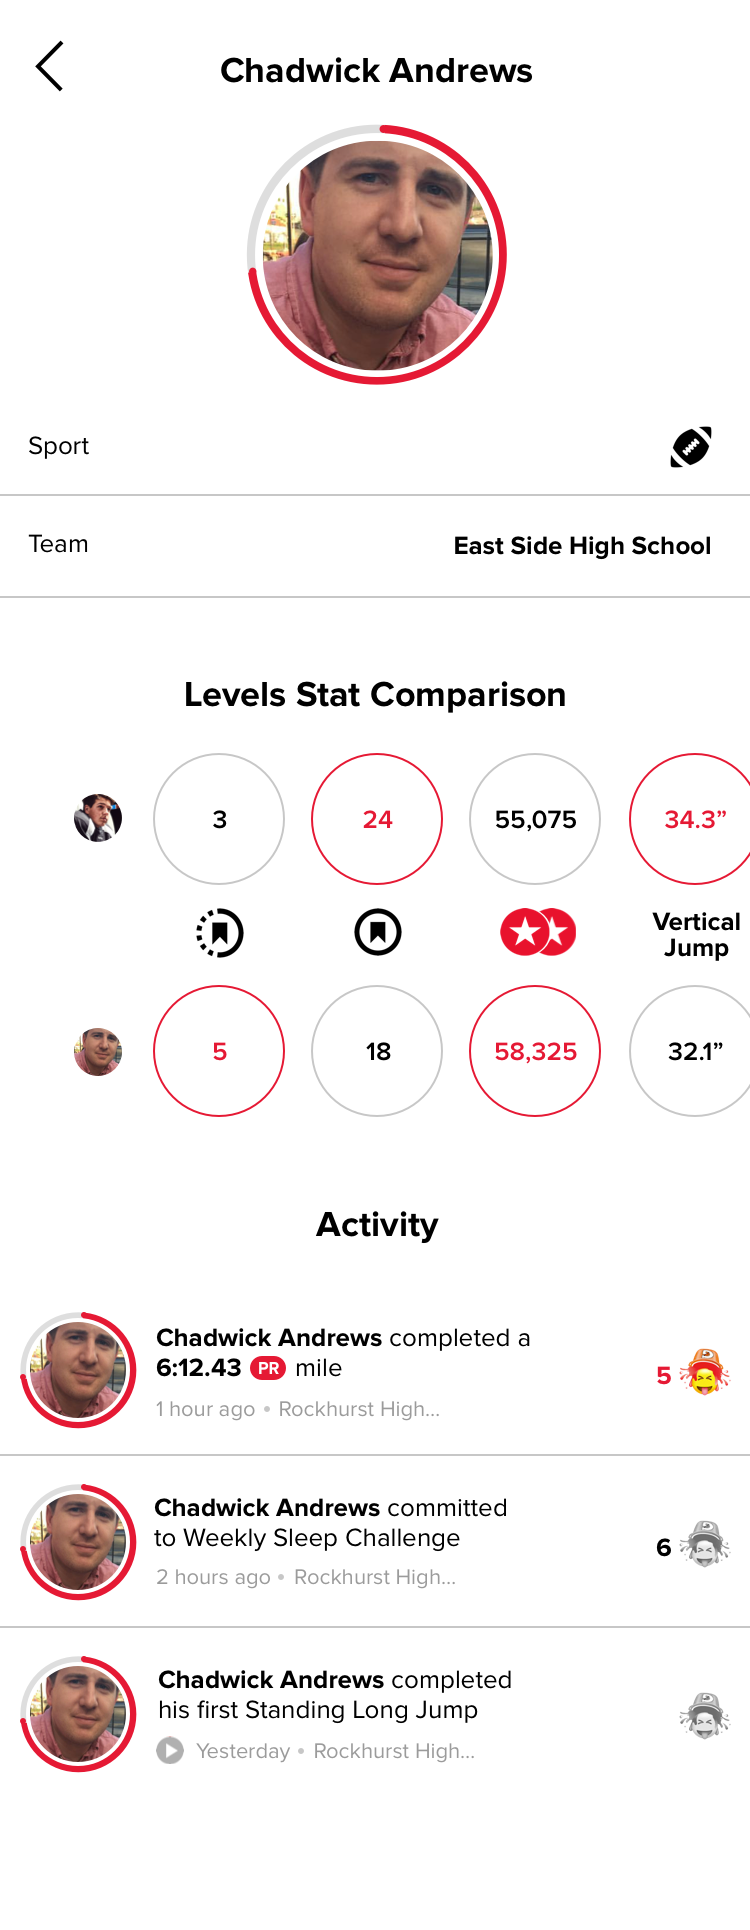 Chadwick Andrews
Sport
Team East Side High School
Levels Stat Comparison
3 24 55,075 34.3”
Vertical
Jump
5 18 58,325 32.1”
Activity
Chadwick Andrews completed a
6:12.43 PR mile
5
1 hour ago • Rockhurst High...
Chadwick Andrews committed
to Weekly Sleep Challenge
6
2 hours ago • Rockhurst High...
Chadwick Andrews completed
his first Standing Long Jump
Yesterday • Rockhurst High...